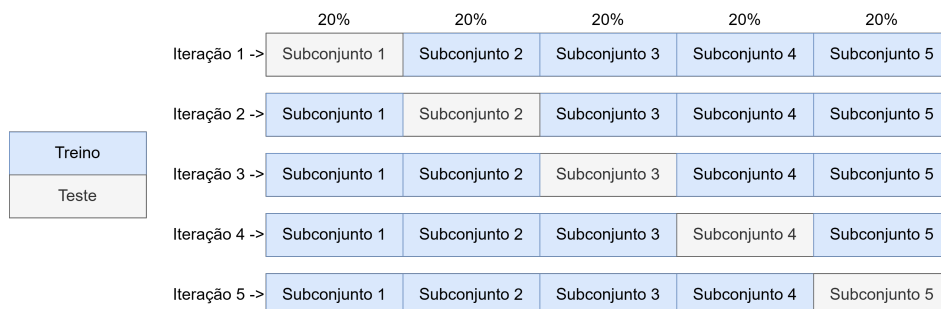 20% 20% 20% 20% 20%
Iteração 1 -> Subconjunto 1 Subconjunto 2 Subconjunto 3 Subconjunto 4 Subconjunto 5
Iteração 2 -> Subconjunto 1 Subconjunto 2 Subconjunto 3 Subconjunto 4 Subconjunto 5
Treino
Iteração 3 -> Subconjunto 1 Subconjunto 2 Subconjunto 3 Subconjunto 4 Subconjunto 5
Teste
Iteração 4 -> Subconjunto 1 Subconjunto 2 Subconjunto 3 Subconjunto 4 Subconjunto 5
Iteração 5 -> Subconjunto 1 Subconjunto 2 Subconjunto 3 Subconjunto 4 Subconjunto 5